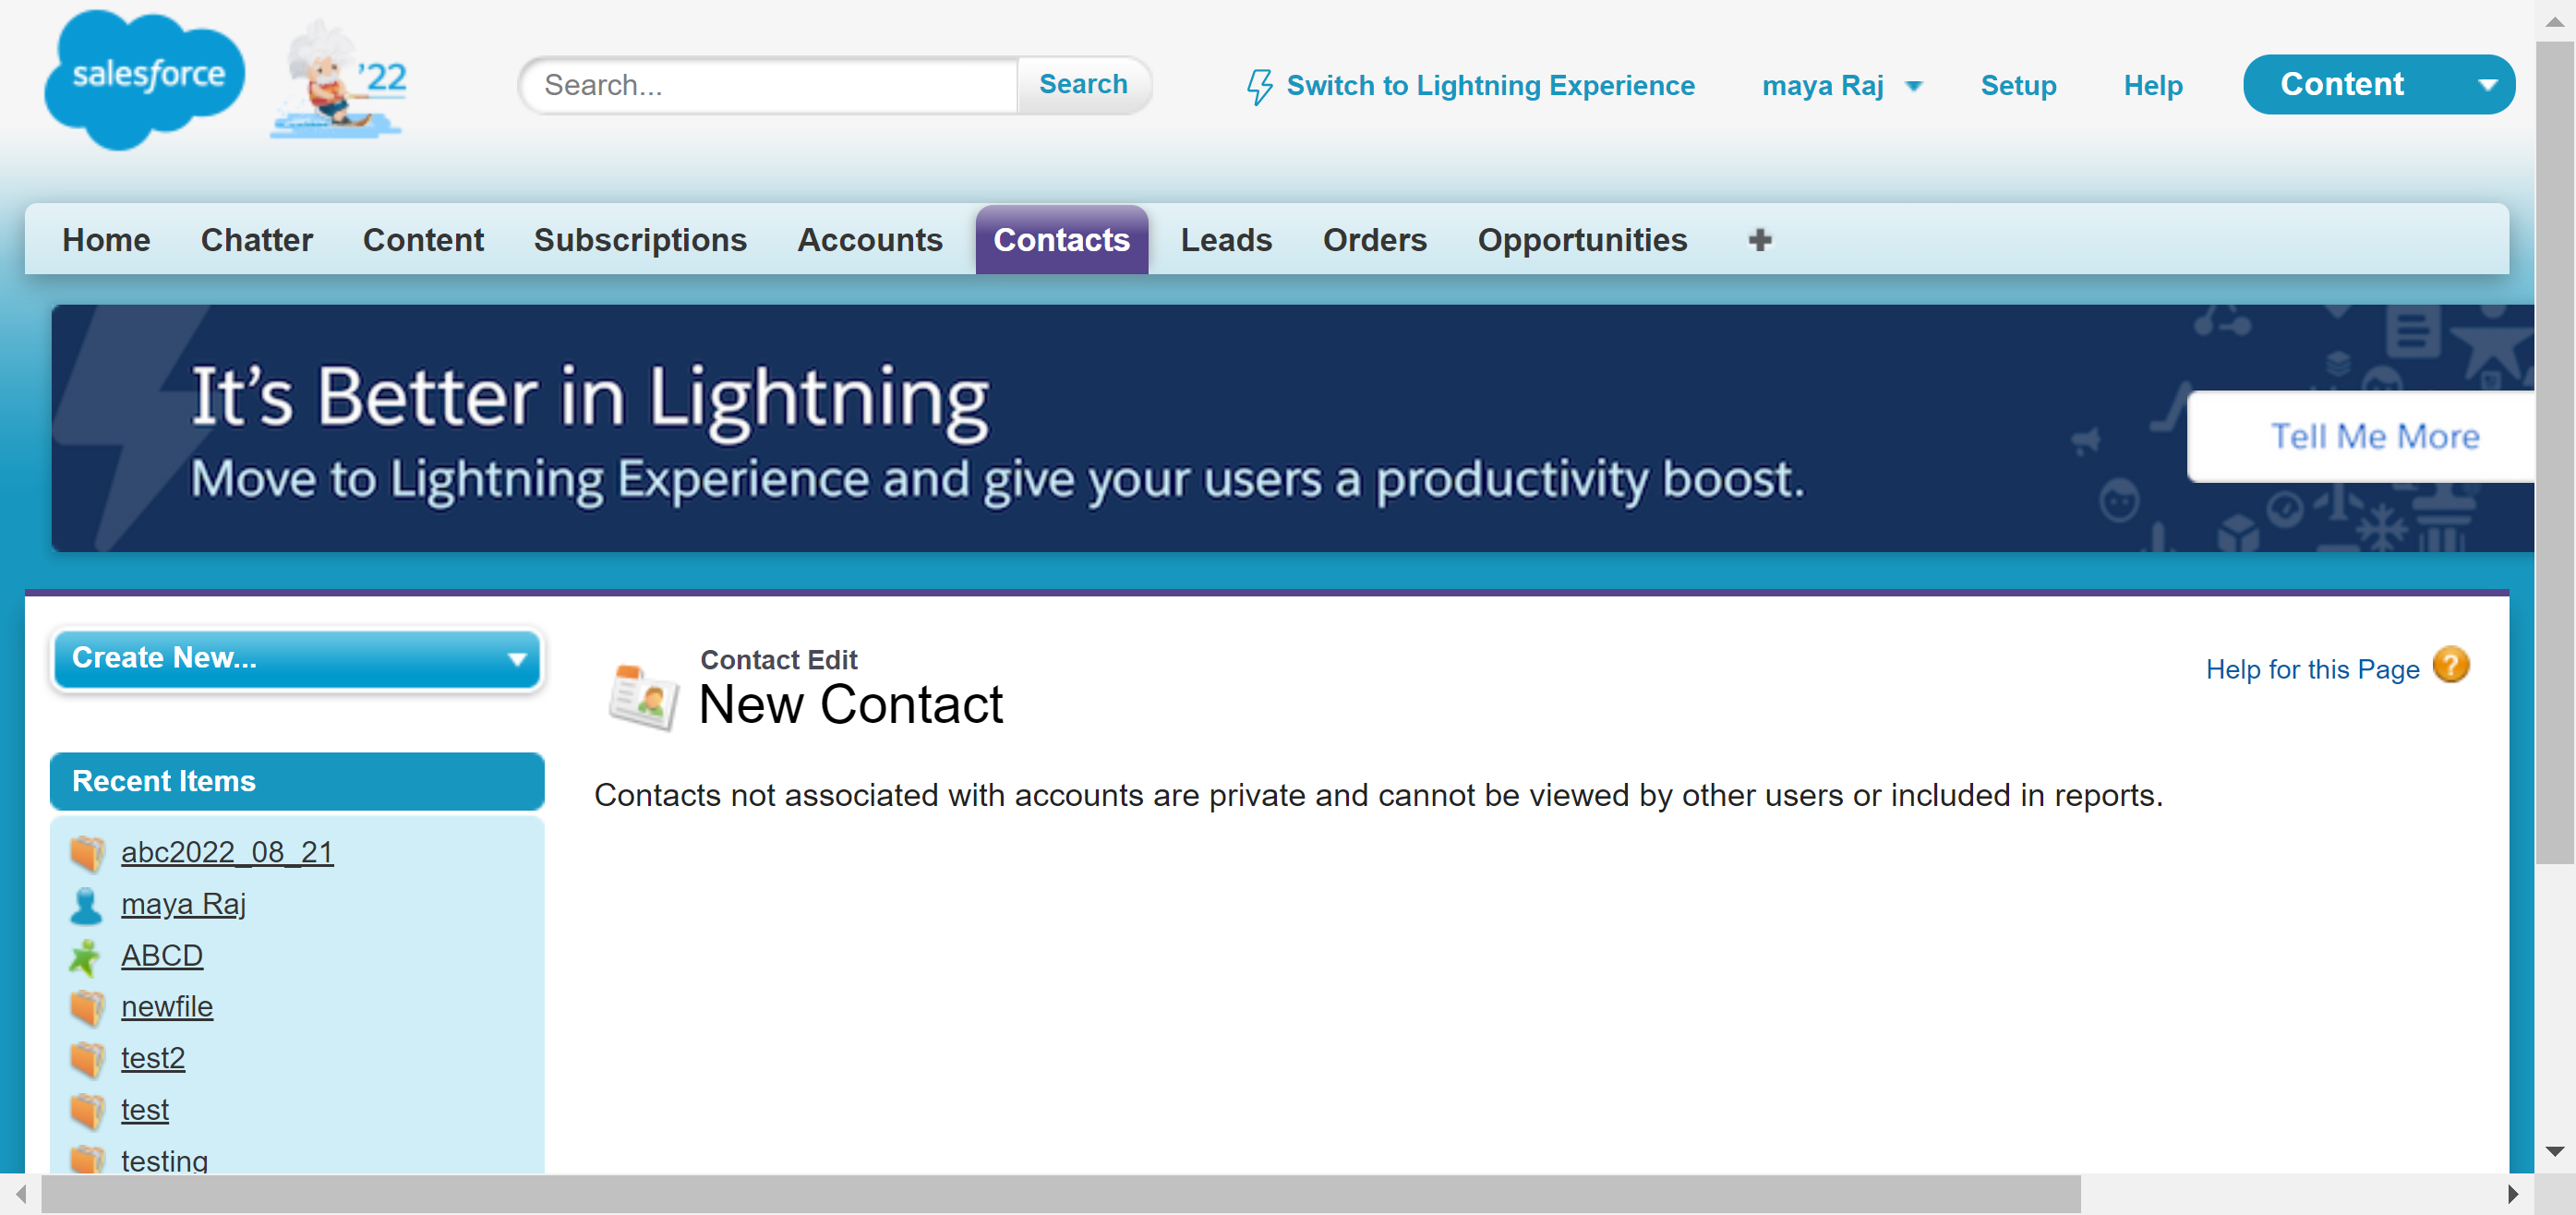 salesforce
'22
Search...
Search
Switch to Lightning Experience
maya Raj
Setup
Help
Content
Home
Chatter
Content
Subscriptions
Accounts
Contacts
Leads
Orders
Opportunities
It's Better in Lightning
Move to Lightning Experience and give your users a productivity boost.
Tell Me More
Create New...
Contact Edit
New Contact
Help for this Page
?
Recent Items
Contacts not associated with accounts are private and cannot be viewed by other users or included in reports.
abc2022_08_21
maya Raj
ABCD
newfile
test2
test
testing